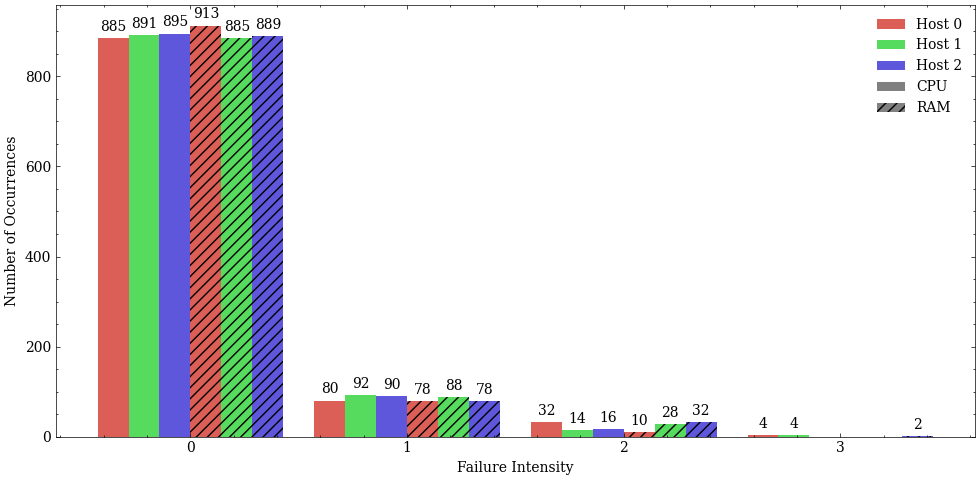 885 891 895 913 885 889
80 92 90 78 88 78
32 14 16 10 28 32
4 4 2
Host 0
Host 1
Host 2
CPU
RAM
Number of Occurrences
800
600
400
200
0
0 1 2 3
Failure Intensity